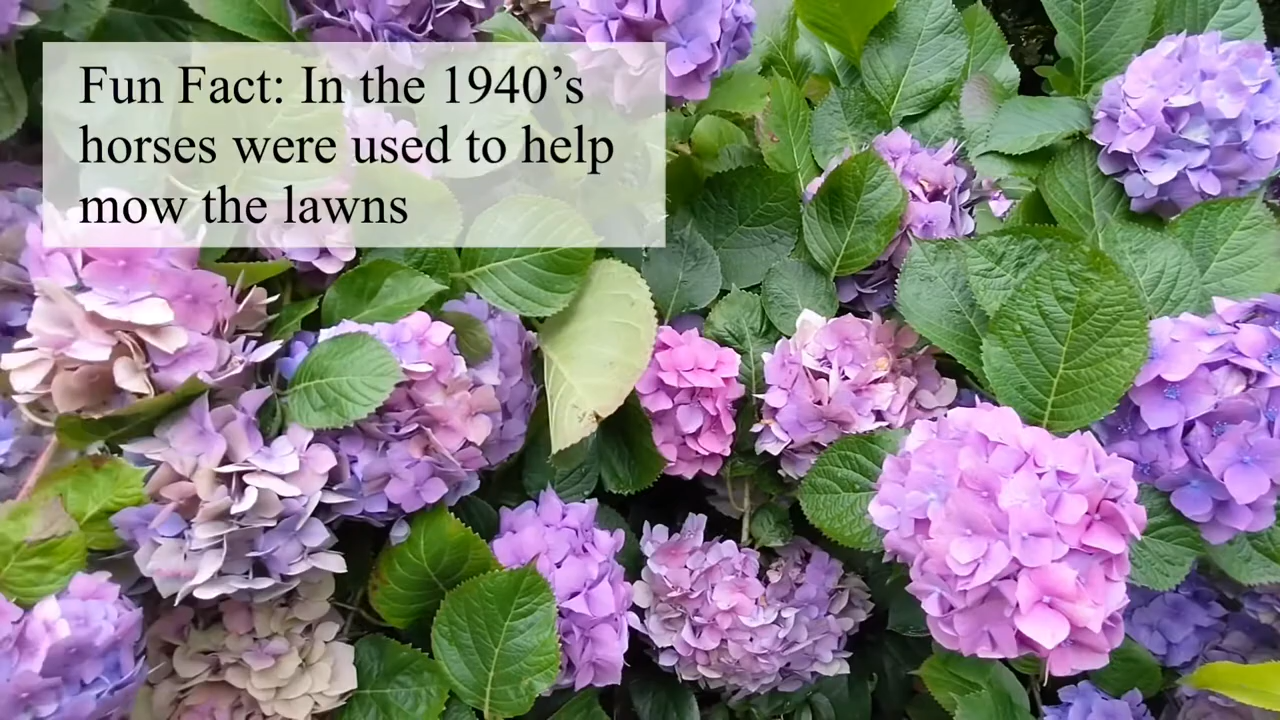 Fun Fact: In the 1940’s
horses were used to help
mow the lawns